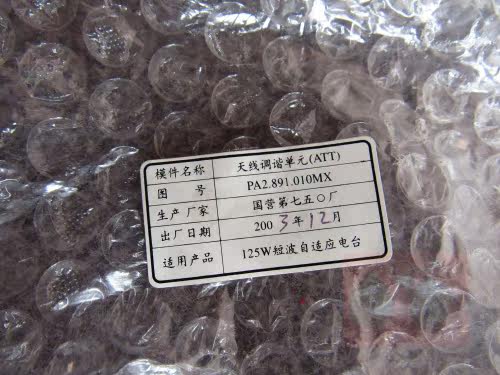 模件名称 天线调谐单元(ATT)
图 号 PA2.891.010MX
生产厂家 国营第七五〇厂
出厂日期 2003年12月
适用产品 125W短波自适应电台